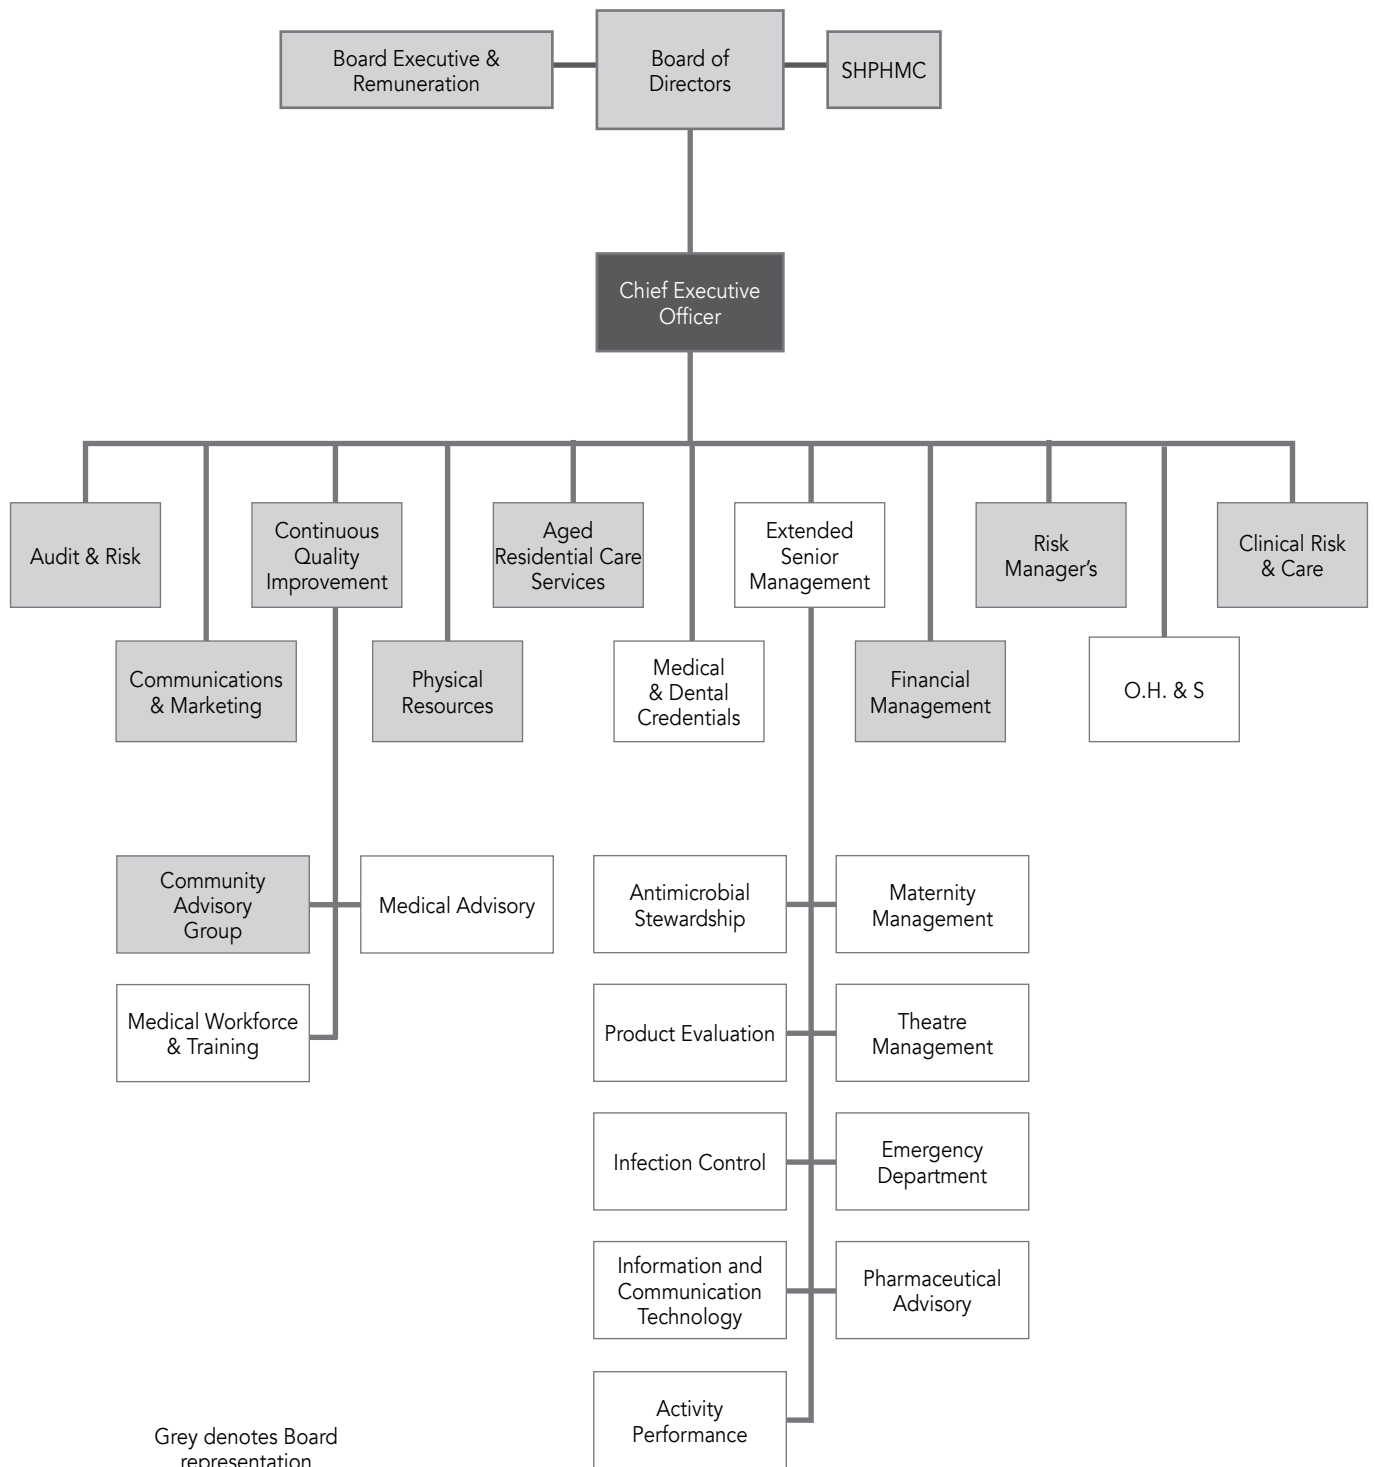 Board Executive &
Remuneration
Board of
Directors
SHPHMC
Chief Executive
Officer
Audit & Risk
Continuous
Quality
Improvement
Aged
Residential Care
Services
Extended
Senior
Management
Risk
Manager’s
Clinical Risk
& Care
Communications
& Marketing
Physical
Resources
Medical
& Dental
Credentials
Financial
Management
O.H. & S
Community
Advisory
Group
Medical Advisory
Antimicrobial
Stewardship
Maternity
Management
Medical Workforce
& Training
Product Evaluation
Theatre
Management
Infection Control
Emergency
Department
Information and
Communication
Technology
Pharmaceutical
Advisory
Activity
Performance
Grey denotes Board
representation